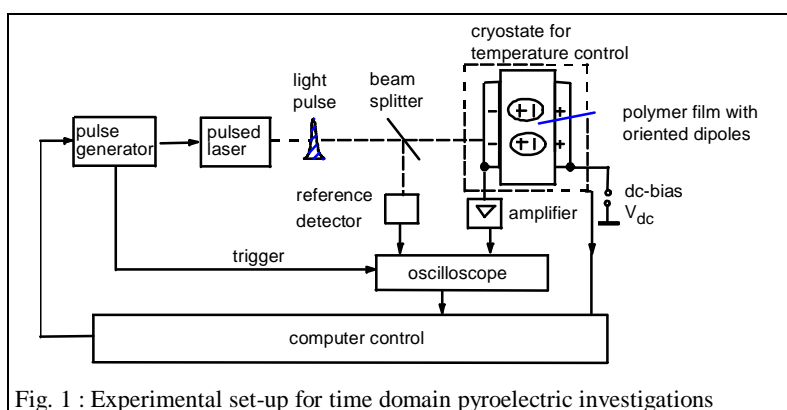 cryostate for
temperature control
light
pulse
beam
splitter
pulse
generator
pulsed
laser
polymer film with
oriented dipoles
reference
detector
amplifier
dc-bias
Vdc
trigger
oscilloscope
computer control
Fig. 1 : Experimental set-up for time domain pyroelectric investigations